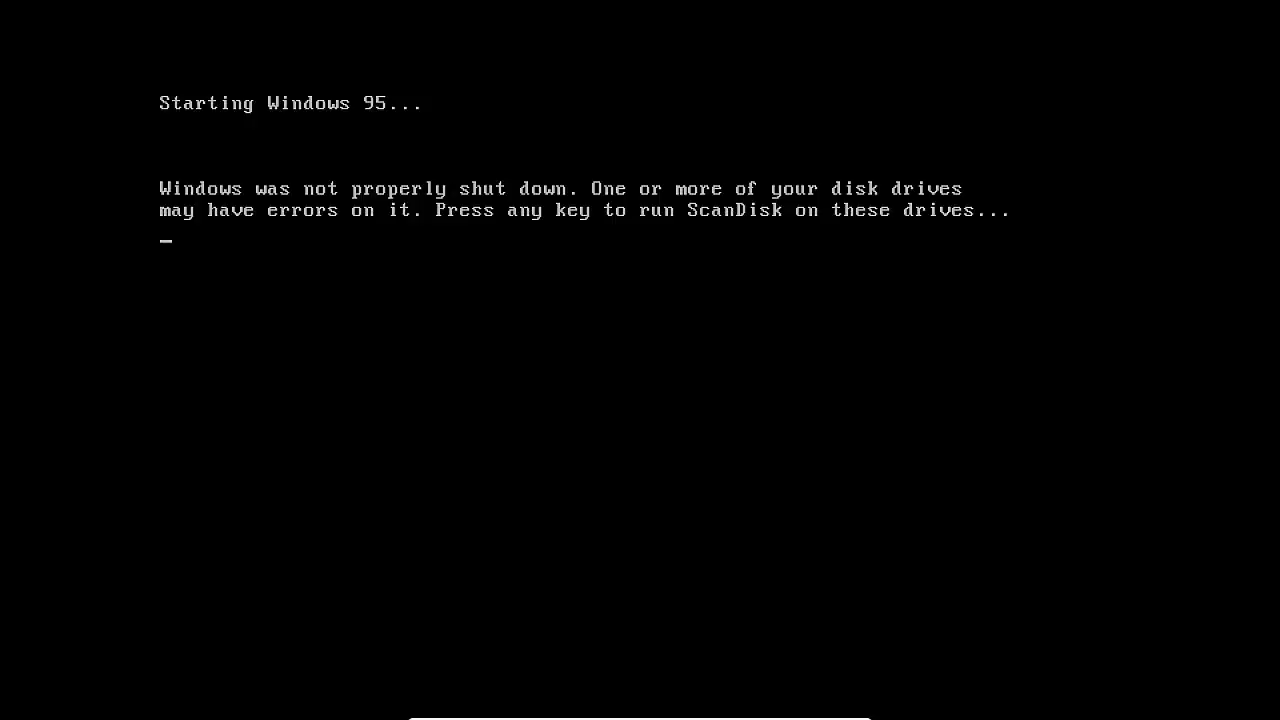 Starting Windows 95...
Windows was not properly shut down. One or more of your disk drives
may have errors on it. Press any key to run ScanDisk on these drives...